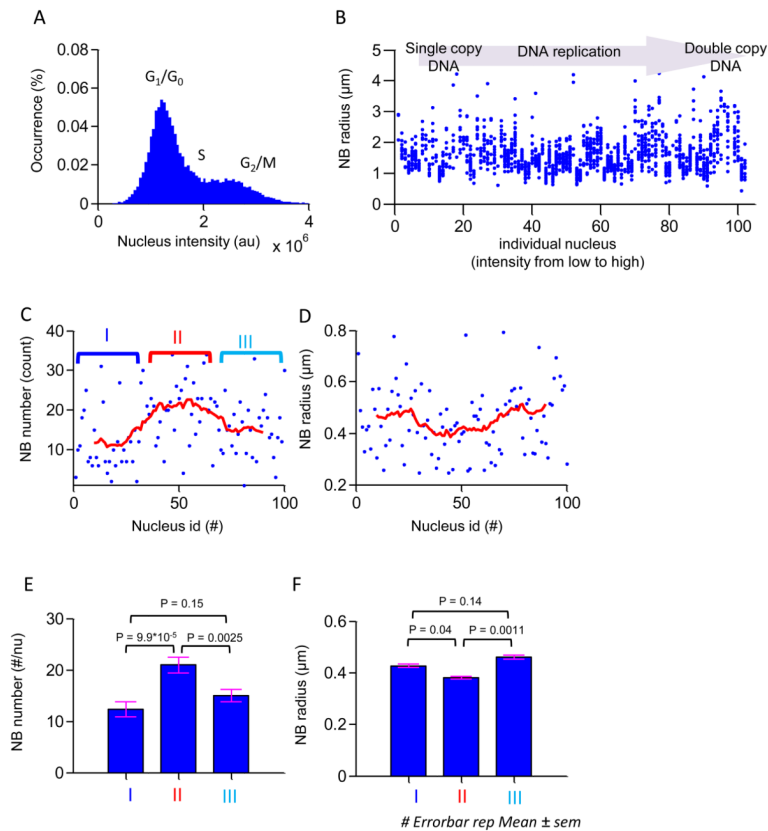 A
Occurrence (%)
0.08
0.06
0.04
0.02
0
G1/G0
S
G2/M
0
2
4
Nucleus intensity (au)
x 10^6
B
NB radius (µm)
5
4
3
2
1
0
Single copy DNA
DNA replication
Double copy DNA
0
20
40
60
80
100
individual nucleus
(intensity from low to high)
C
NB number (count)
40
30
20
10
I
II
III
0
50
100
Nucleus id (#)
D
NB radius (µm)
0.8
0.6
0.4
0.2
0
50
100
Nucleus id (#)
E
NB number (#/nu)
30
20
10
0
P = 0.15
P = 9.9*10^-5
P = 0.0025
I
II
III
F
NB radius (µm)
0.6
0.4
0.2
0
P = 0.14
P = 0.04
P = 0.0011
I
II
III
# Errorbar rep Mean ± sem